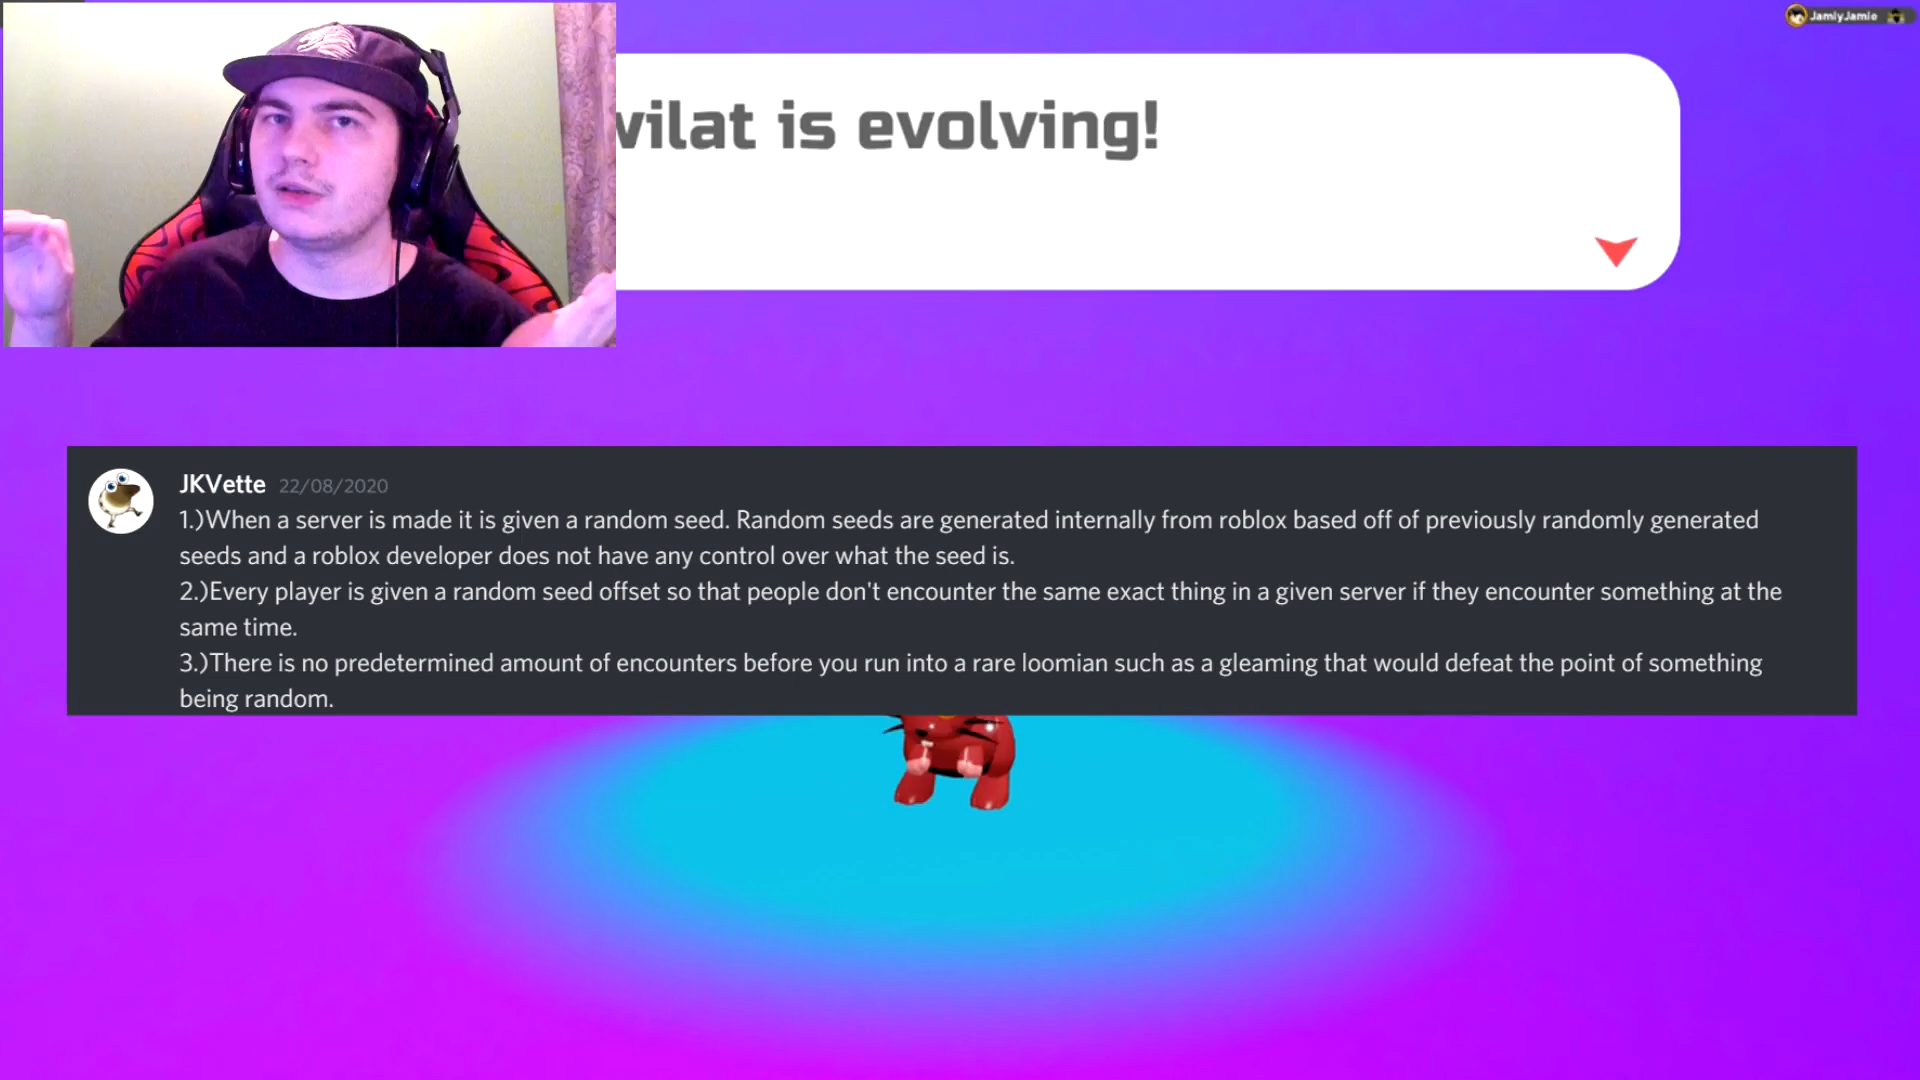 JamiyJamie
vilat is evolving!
JKVette 22/08/2020
1.)When a server is made it is given a random seed. Random seeds are generated internally from roblox based off of previously randomly generated
seeds and a roblox developer does not have any control over what the seed is.
2.)Every player is given a random seed offset so that people don't encounter the same exact thing in a given server if they encounter something at the
same time.
3.)There is no predetermined amount of encounters before you run into a rare loomian such as a gleaming that would defeat the point of something
being random.